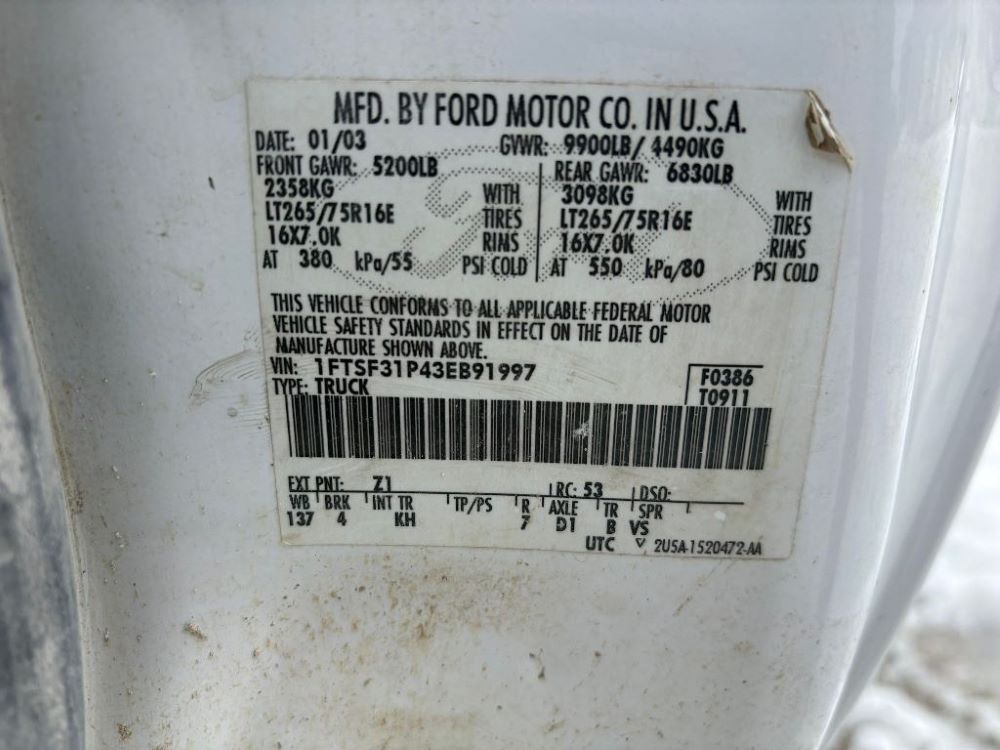 MFD. BY FORD MOTOR CO. IN U.S.A.
DATE: 01/03 GVWR: 9900LB/ 4490KG
FRONT GAWR: 5200LB REAR GAWR: 6830LB
2358KG WITH 3098KG WITH
LT265/75R16E TIRES LT265/75R16E TIRES
16X7.0K RIMS 16X7.0K RIMS
AT 380 kPa/55 PSI COLD AT 550 kPa/80 PSI COLD
THIS VEHICLE CONFORMS TO ALL APPLICABLE FEDERAL MOTOR
VEHICLE SAFETY STANDARDS IN EFFECT ON THE DATE OF
MANUFACTURE SHOWN ABOVE.
VIN: 1FTSF31P43EB91997 F0386
TYPE: TRUCK T0911
EXT PNT: Z1 RC: 53 DSO:
WB BRK INT TR TP/PS R AXLE TR SPR
137 4 KH 7 D1 B VS
UTC ▽ 2U5A-1520472-AA